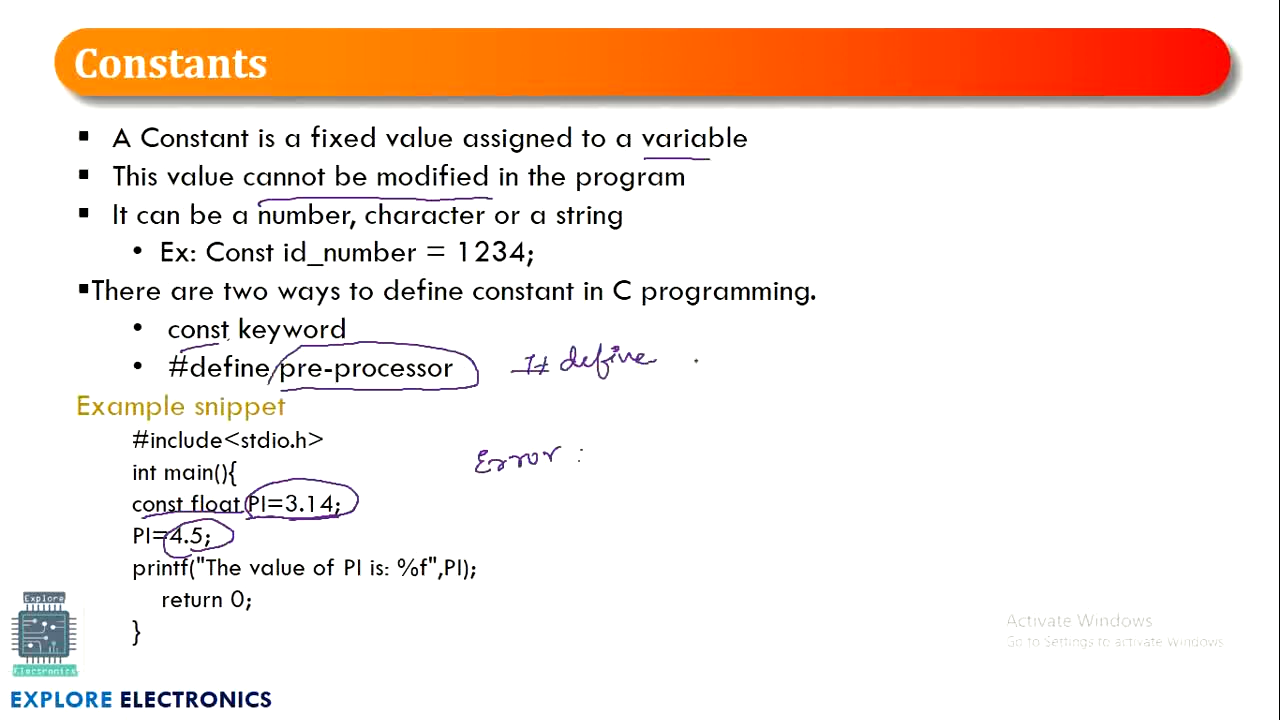 Constants
▪ A Constant is a fixed value assigned to a variable
▪ This value cannot be modified in the program
▪ It can be a number, character or a string
• Ex: Const id_number = 1234;
▪There are two ways to define constant in C programming.
• const keyword
• #define pre-processor # define
Example snippet
#include<stdio.h>
int main(){
Error :
const float PI=3.14;
PI=4.5;
printf("The value of PI is: %f",PI);
return 0;
}
Explore
Electronics
EXPLORE ELECTRONICS
Activate Windows
Go to Settings to activate Windows.